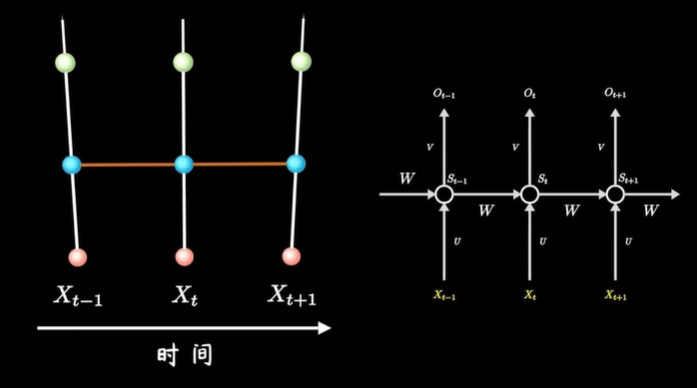 X_{t-1} X_t X_{t+1}
时间
O_{t-1} O_t O_{t+1}
V V V
W S_{t-1} S_t S_{t+1}
W W W
U U U
X_{t-1} X_t X_{t+1}